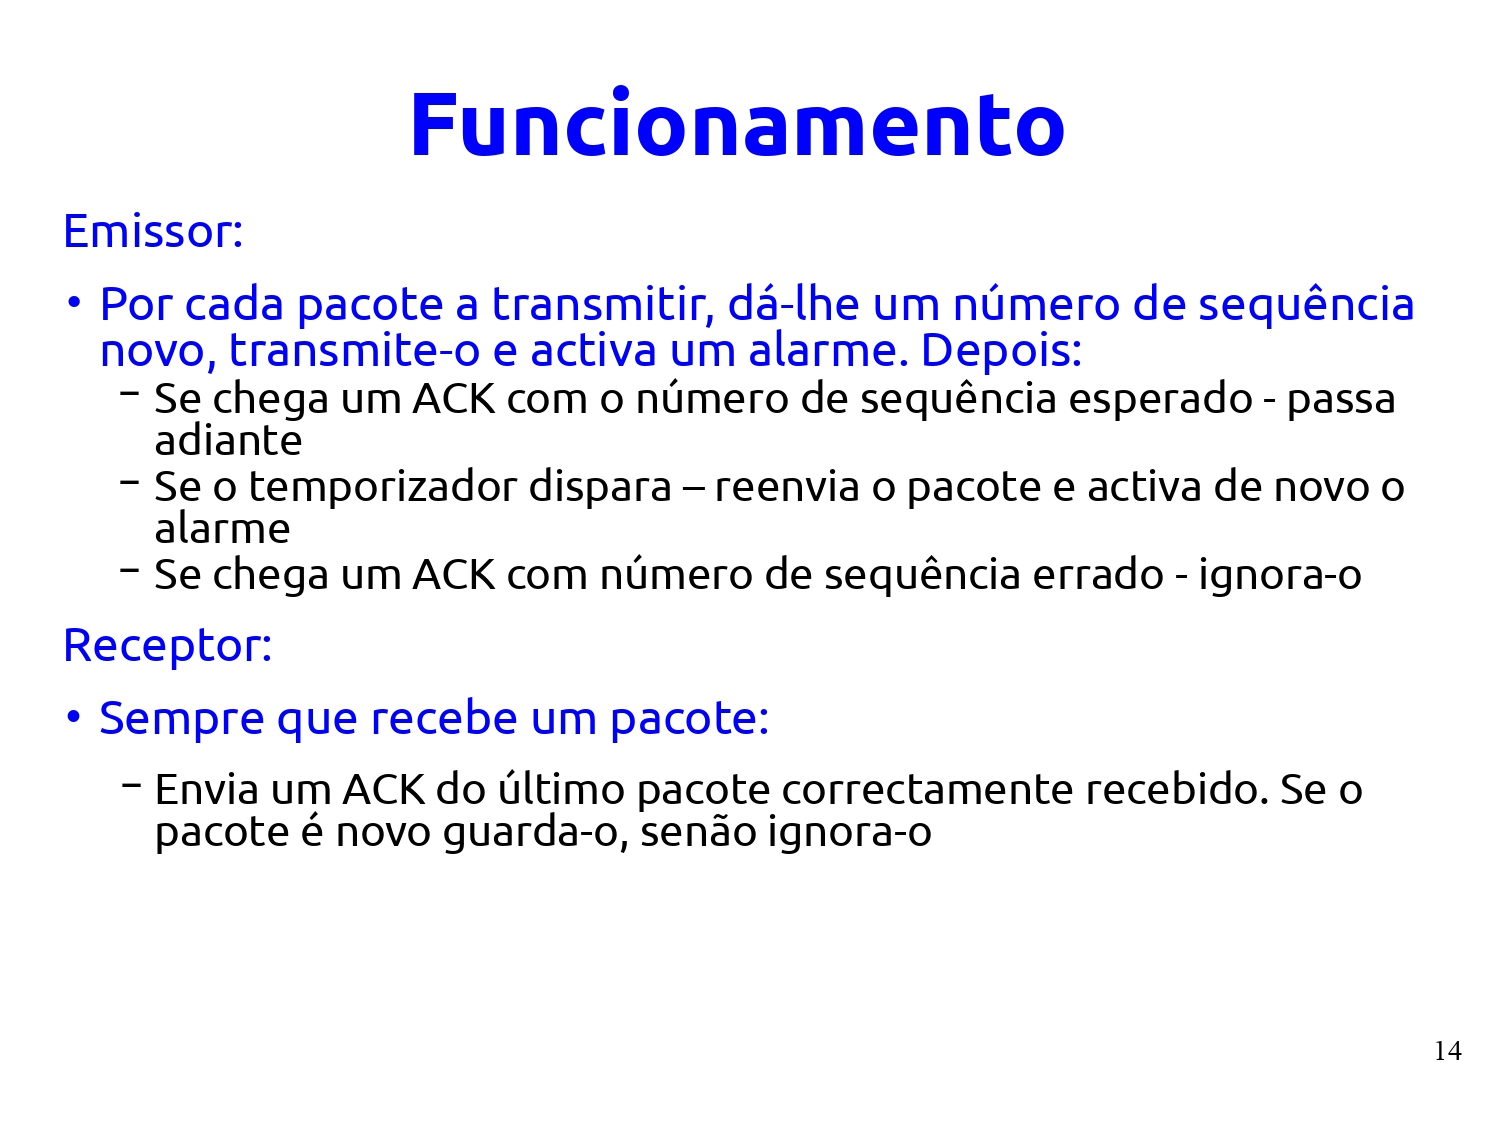 Funcionamento
Emissor:
• Por cada pacote a transmitir, dá-lhe um número de sequência
novo, transmite-o e activa um alarme. Depois:
– Se chega um ACK com o número de sequência esperado - passa
adiante
– Se o temporizador dispara – reenvia o pacote e activa de novo o
alarme
– Se chega um ACK com número de sequência errado - ignora-o
Receptor:
• Sempre que recebe um pacote:
– Envia um ACK do último pacote correctamente recebido. Se o
pacote é novo guarda-o, senão ignora-o
14